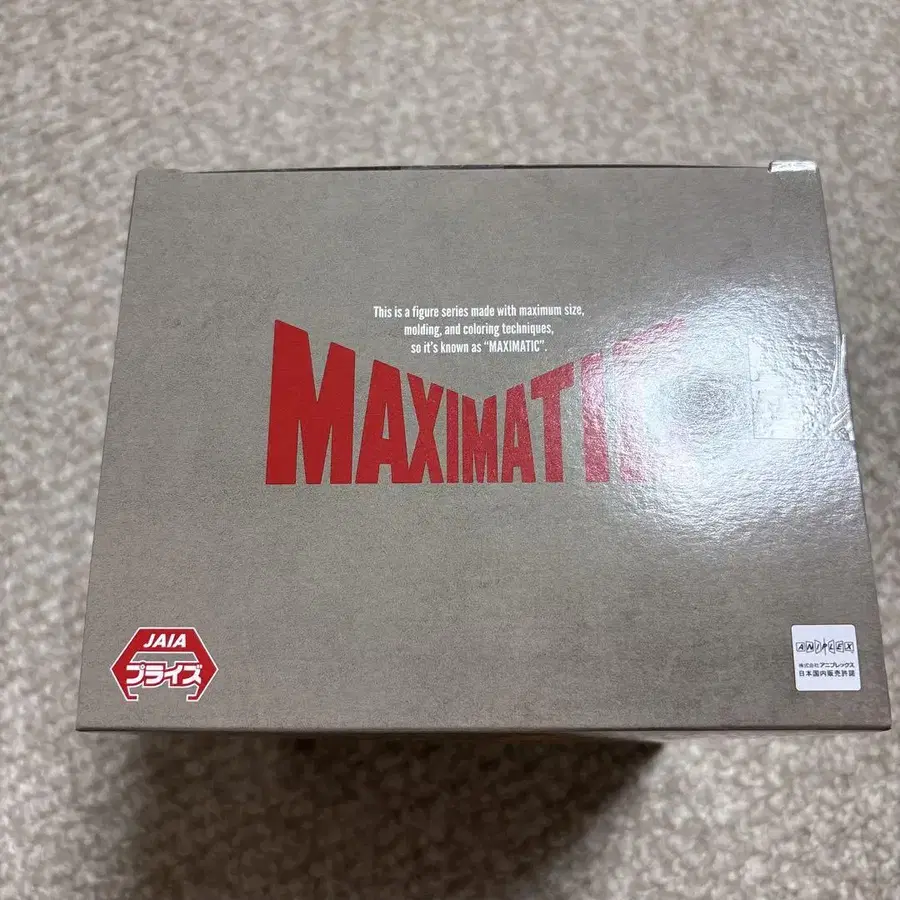 This is a figure series made with maximum size,
molding, and coloring techniques,
so it's known as "MAXIMATIC".
MAXIMATIC
JAIA
プライズ
ANIPLEX
株式会社アニプレックス
日本国内販売許諾